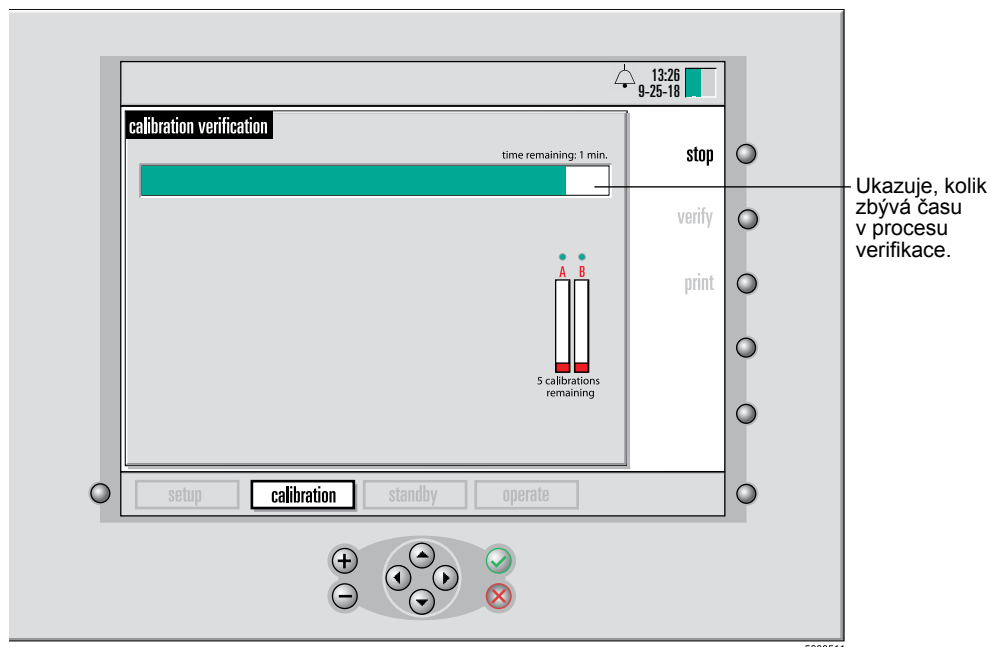 13:26
9-25-18
calibration verification
time remaining: 1 min.
stop
verify
print
A B
5 calibrations
remaining
setup calibration standby operate
Ukazuje, kolik
zbývá času
v procesu
verifikace.